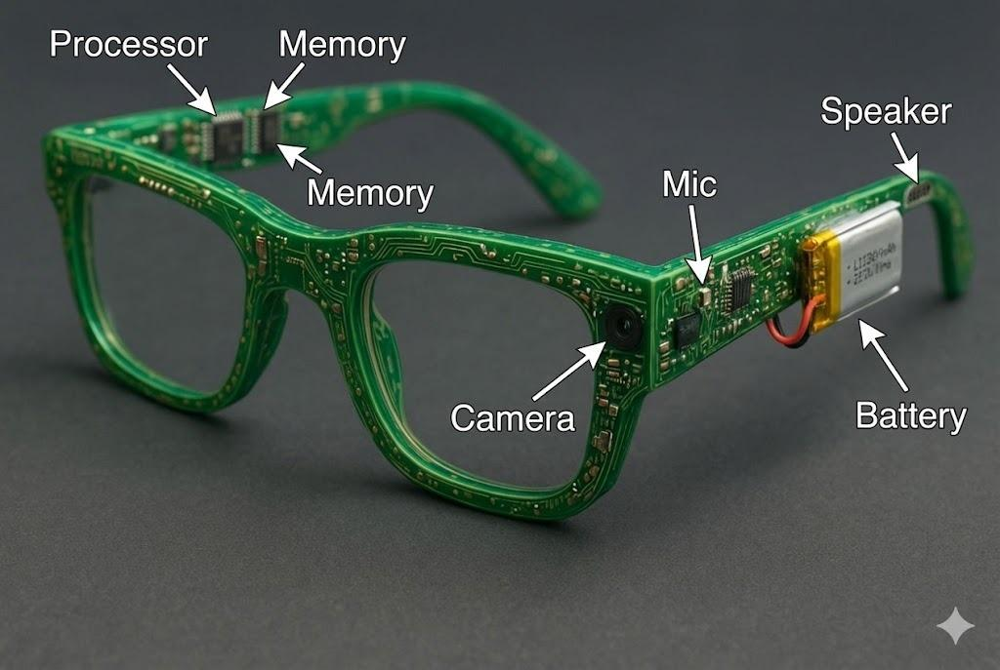 Processor
Memory
Speaker
Memory
Mic
Camera
Battery